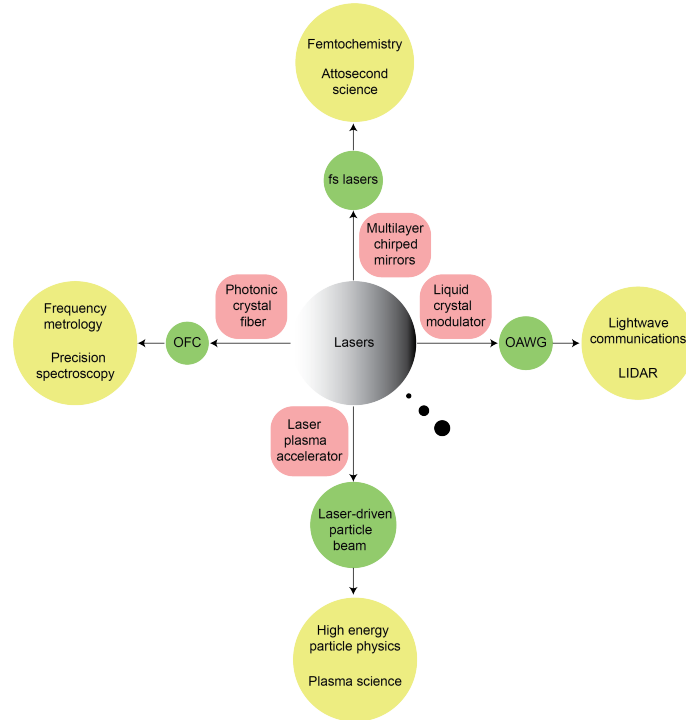 Femtochemistry
Attosecond
science
fs lasers
Multilayer
chirped
mirrors
Photonic
crystal
fiber
Liquid
crystal
modulator
Frequency
metrology
Precision
spectroscopy
OFC
Lasers
OAWG
Lightwave
communications
LIDAR
Laser
plasma
accelerator
Laser-driven
particle
beam
High energy
particle physics
Plasma science